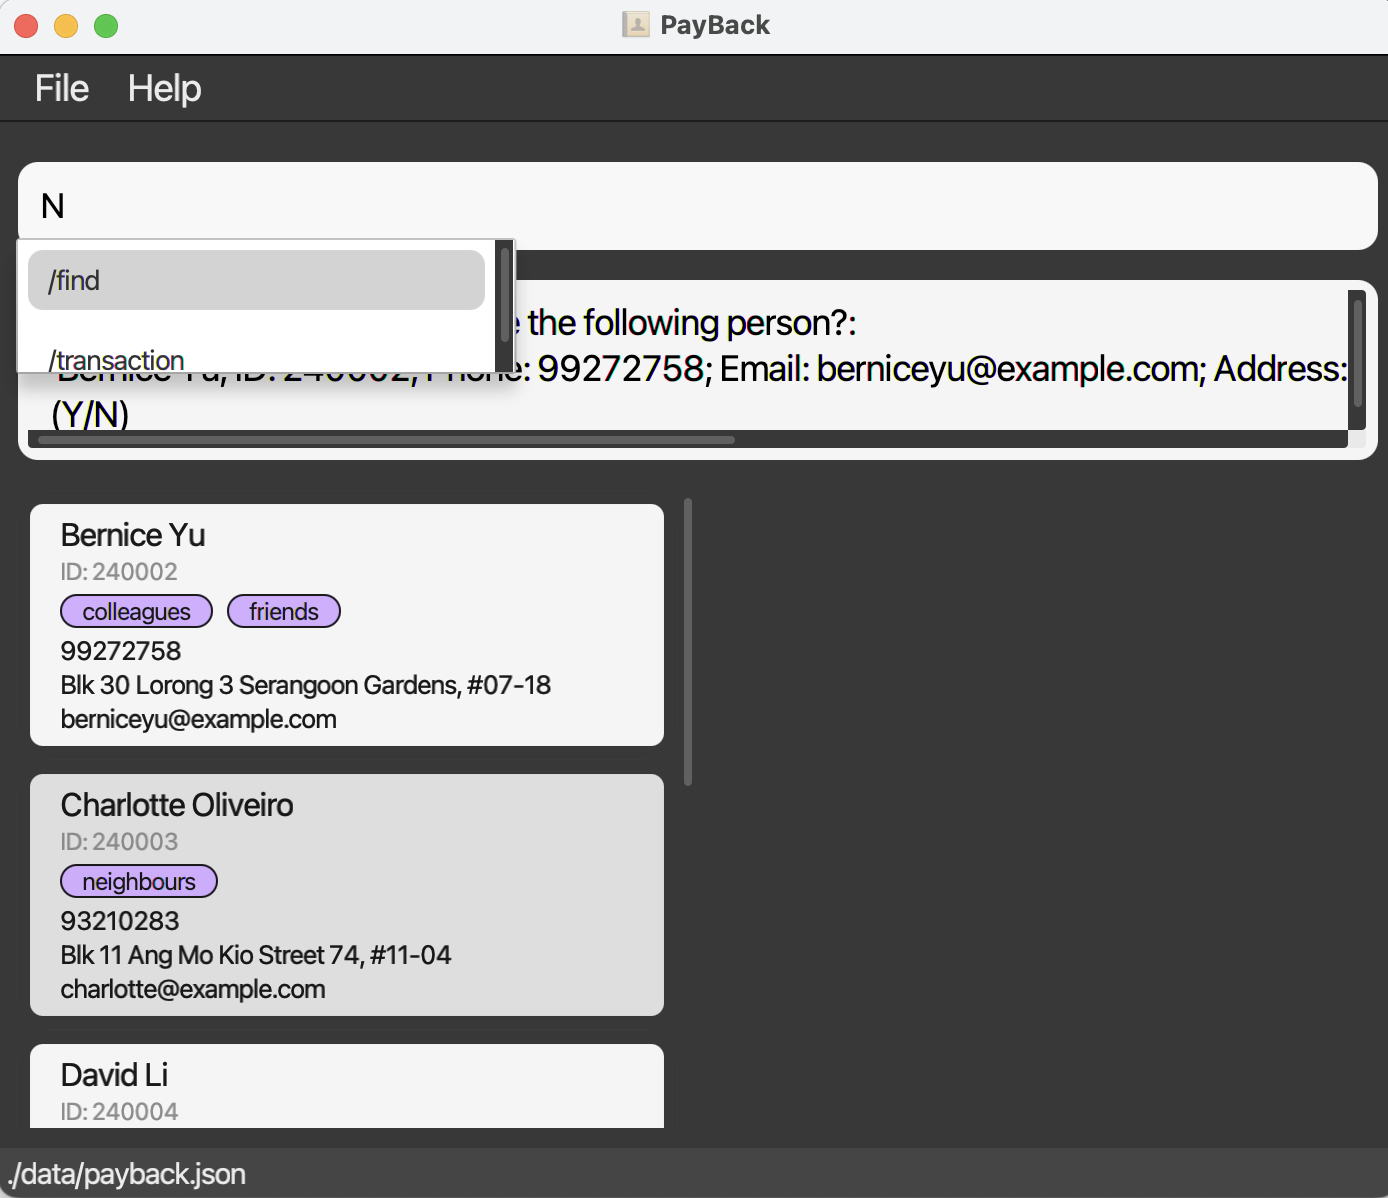 PayBack
File Help
N
/find
/transaction
the following person?:
99272758; Email: berniceyu@example.com; Address:
(Y/N)
Bernice Yu
ID: 240002
colleagues friends
99272758
Blk 30 Lorong 3 Serangoon Gardens, #07-18
berniceyu@example.com
Charlotte Oliveiro
ID: 240003
neighbours
93210283
Blk 11 Ang Mo Kio Street 74, #11-04
charlotte@example.com
David Li
ID: 240004
./data/payback.json